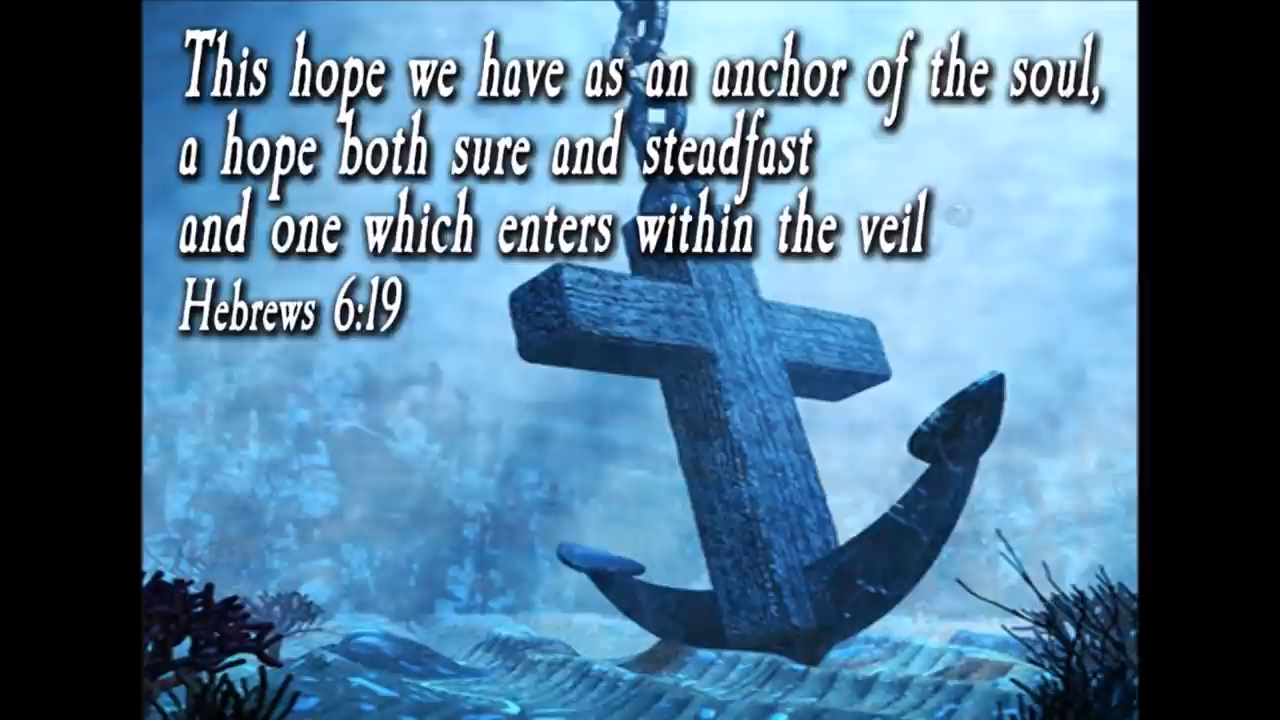 This hope we have as an anchor of the soul,
a hope both sure and steadfast
and one which enters within the veil
Hebrews 6:19